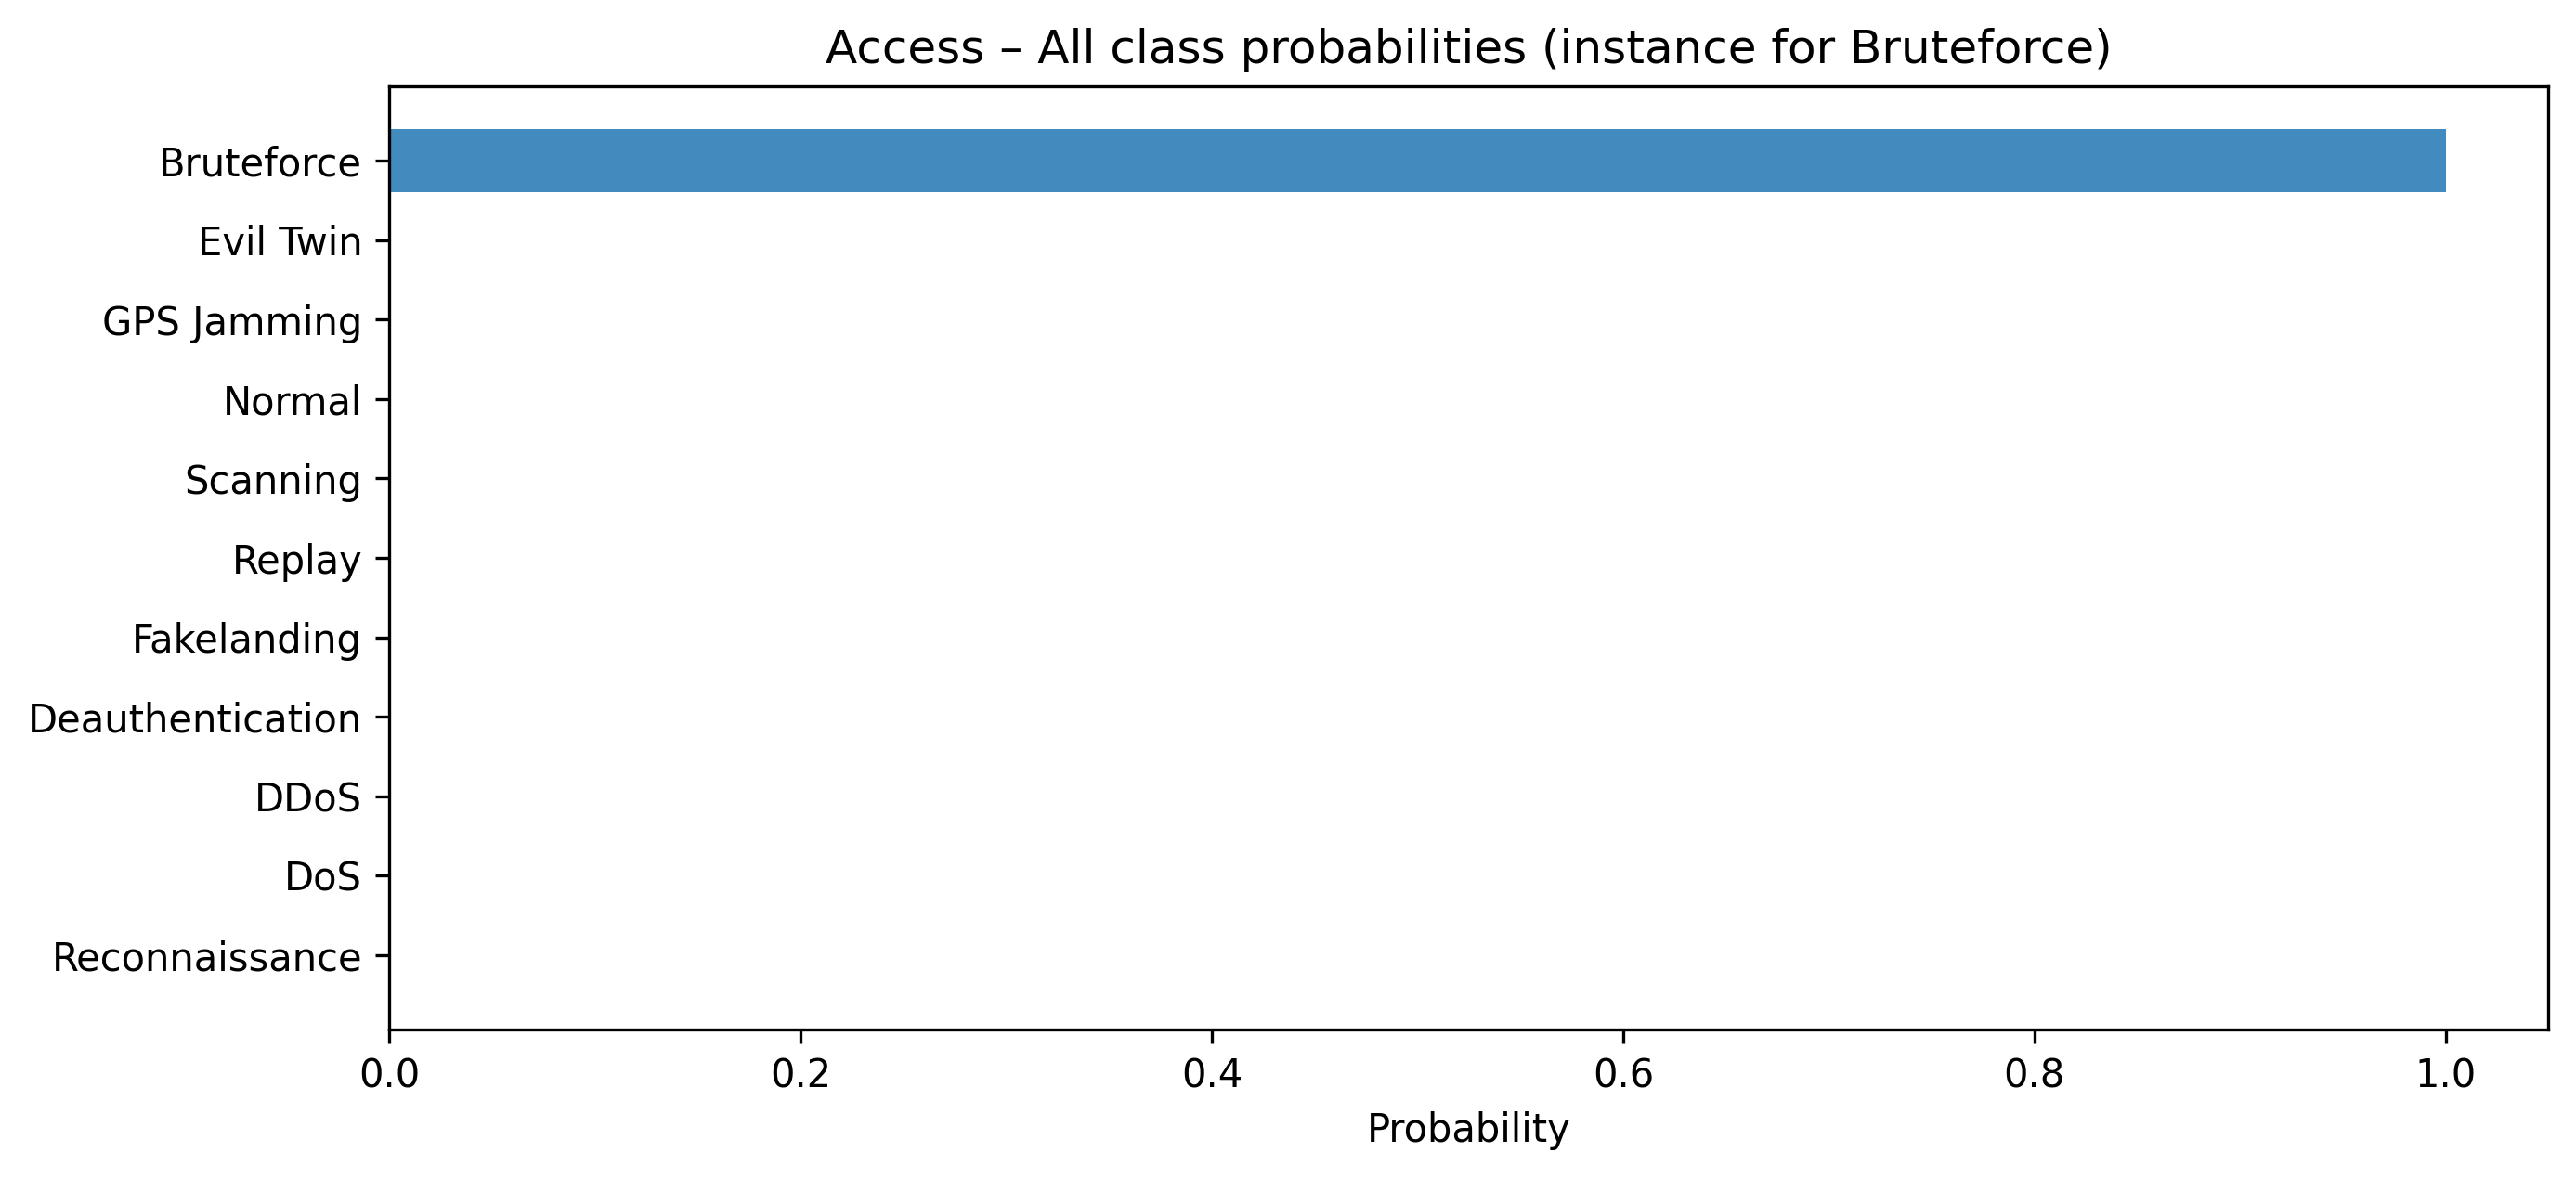 Access – All class probabilities (instance for Bruteforce)
Bruteforce
Evil Twin
GPS Jamming
Normal
Scanning
Replay
Fakelanding
Deauthentication
DDoS
DoS
Reconnaissance
0.0 0.2 0.4 0.6 0.8 1.0
Probability